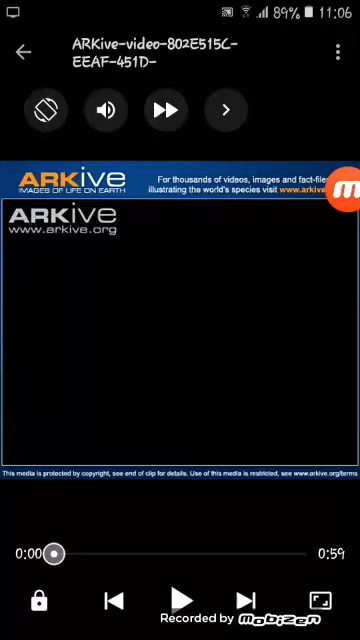 89% 11:06
ARKive-video-802E515C-
EEAF-451D-
ARKive
IMAGES OF LIFE ON EARTH
For thousands of videos, images and fact-files
illustrating the world's species visit www.arkive
ARKive
www.arkive.org
This media is protected by copyright, see end of clip for details. Use of this media is restricted, see www.arkive.org/terms
0:00
0:59
Recorded by MOBIZEN